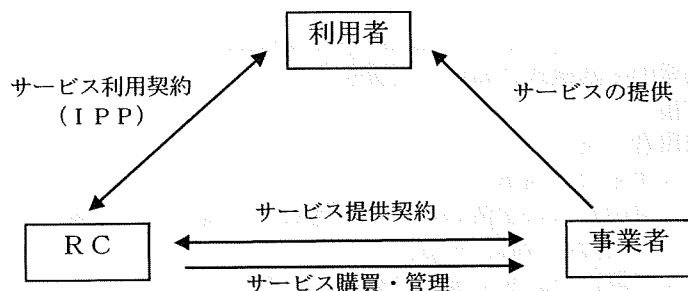 利用者
サービス利用契約
(ＩＰＰ)
サービスの提供
サービス提供契約
ＲＣ
事業者
サービス購買・管理